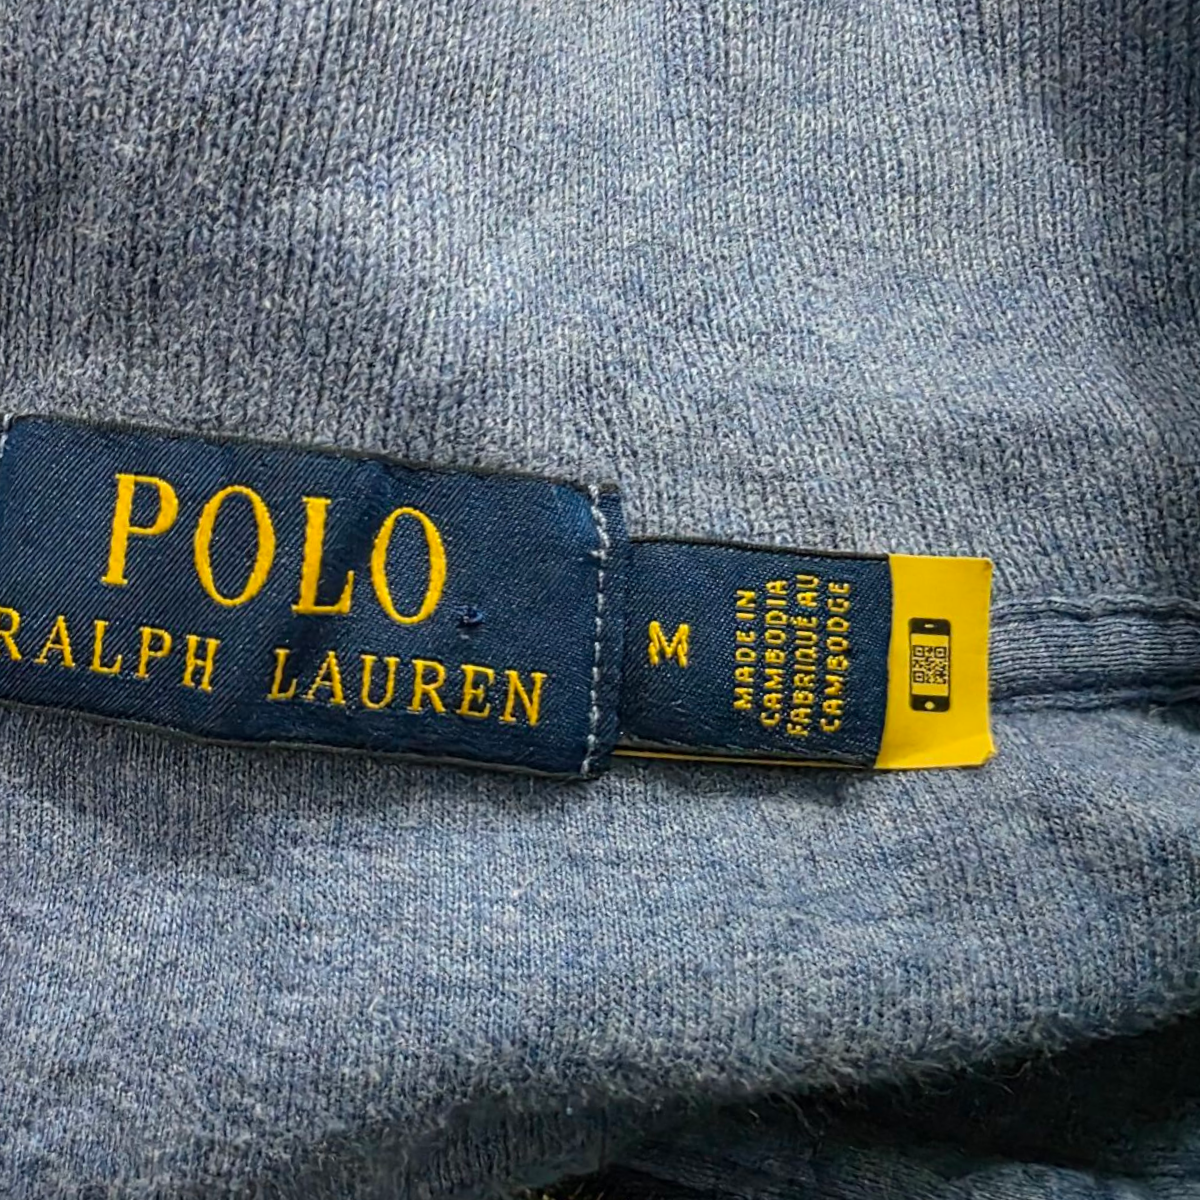 POLO
RALPH LAUREN
M
MADE IN
CAMBODIA
FABRIQUÉ AU
CAMBODGE